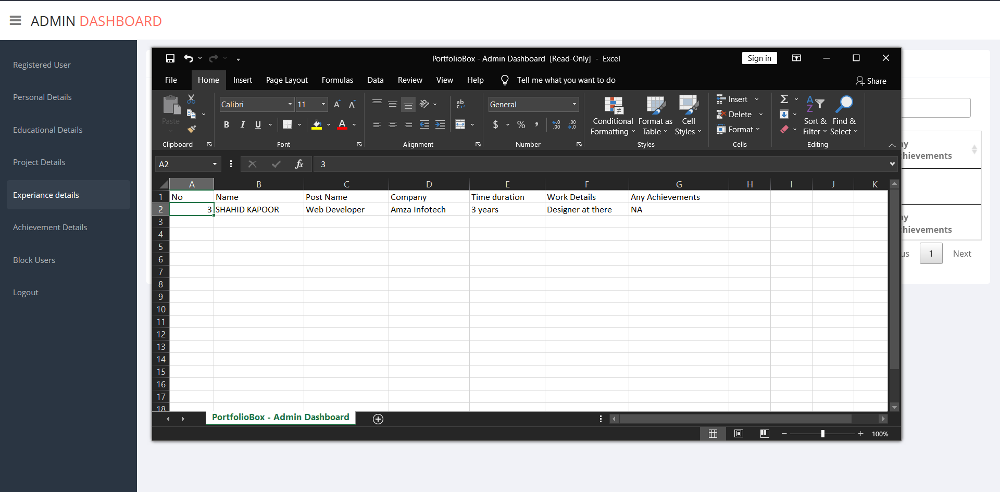 ADMIN DASHBOARD
Registered User
Personal Details
Educational Details
Project Details
Experiance details
Achievement Details
Block Users
Logout
PortfolioBox - Admin Dashboard [Read-Only] - Excel
Sign in
File Home Insert Page Layout Formulas Data Review View Help Tell me what you want to do Share
Paste
Clipboard
Calibri 11
B I U
Font
ab
Alignment
General
$ % ,
Number
Conditional Formatting
Format as Table
Cell Styles
Styles
Insert
Delete
Format
Cells
Sort & Filter
Find & Select
Editing
A2 fx 3
A B C D E F G H I J K
1 No Name Post Name Company Time duration Work Details Any Achievements
2 3 SHAHID KAPOOR Web Developer Amza Infotech 3 years Designer at there NA
3
4
5
6
7
8
9
10
11
12
13
14
15
16
17
18
PortfolioBox - Admin Dashboard
100%
1 Next